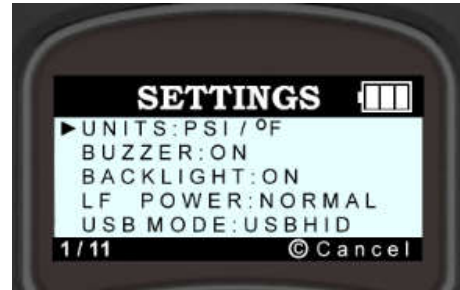 SETTINGS
►UNITS:PSI / ºF
BUZZER:ON
BACKLIGHT:ON
LF POWER:NORMAL
USB MODE:USBHID
1/11 ©Cancel